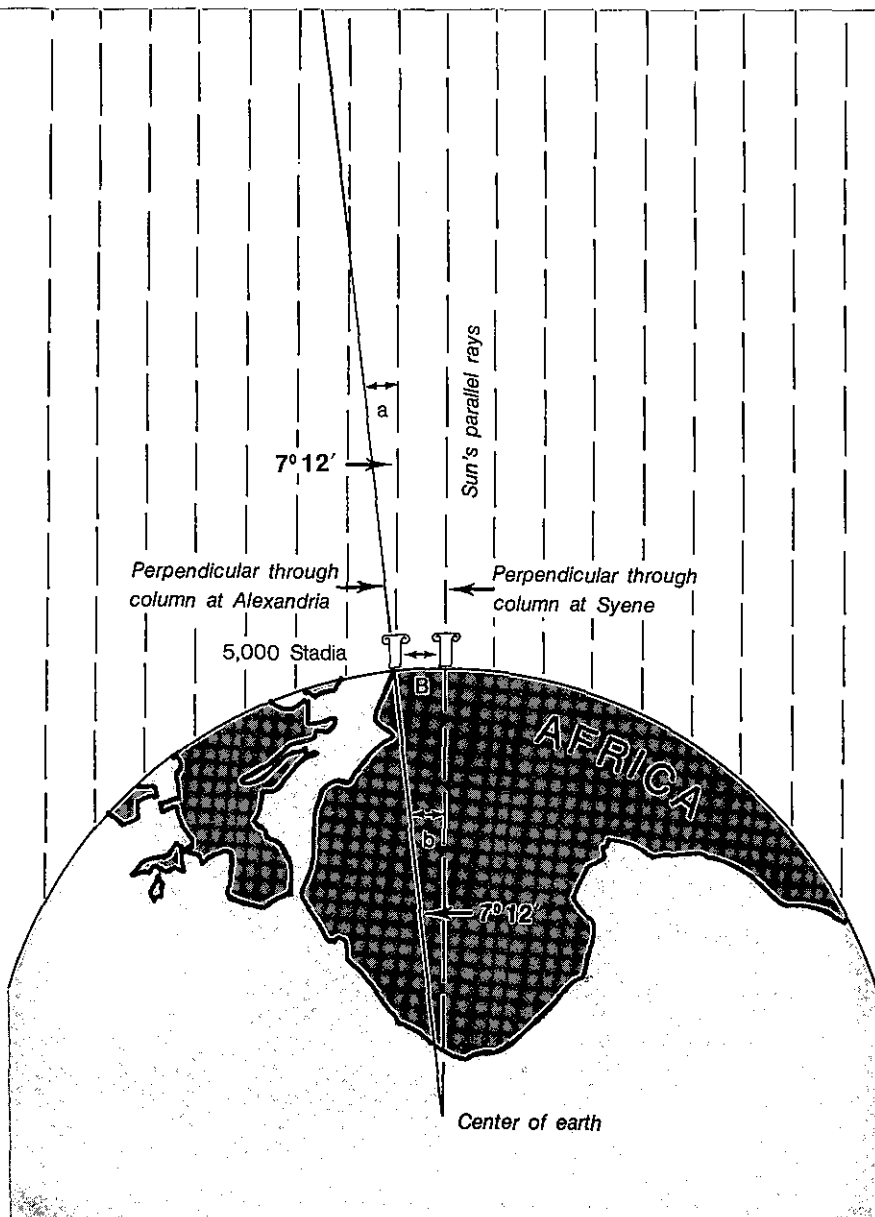 Sun's parallel rays
a
7° 12′
Perpendicular through
column at Alexandria
Perpendicular through
column at Syene
5,000 Stadia
B
AFRICA
b
7° 12′
Center of earth